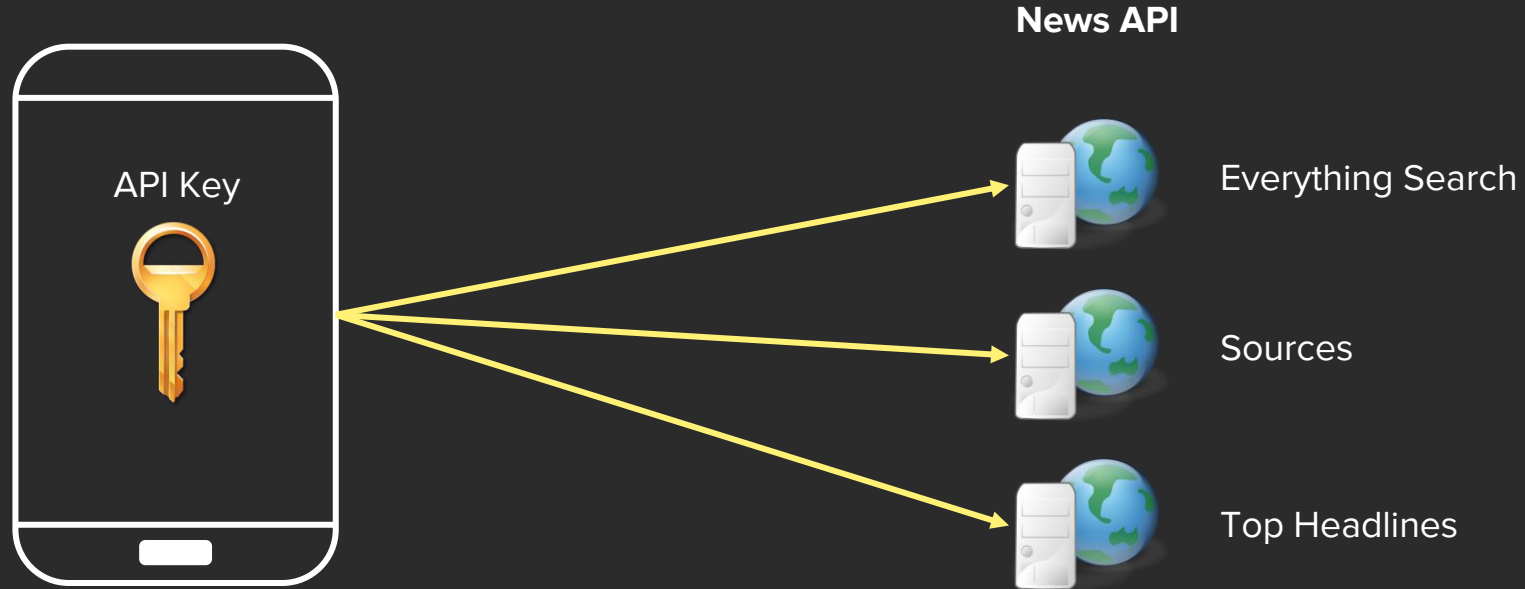 News API
API Key
Everything Search
Sources
Top Headlines